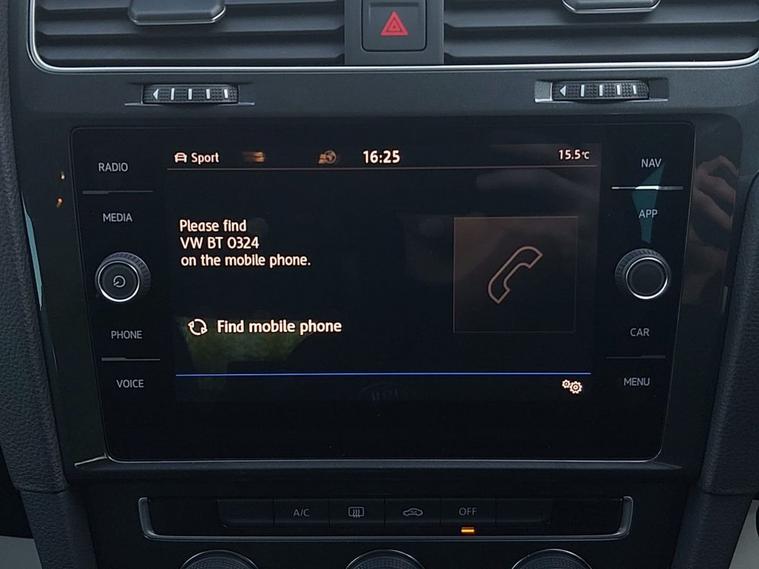 Sport
16:25
15.5°C
RADIO
NAV
MEDIA
APP
Please find
VW BT 0324
on the mobile phone.
Find mobile phone
PHONE
CAR
VOICE
MENU
A/C
OFF